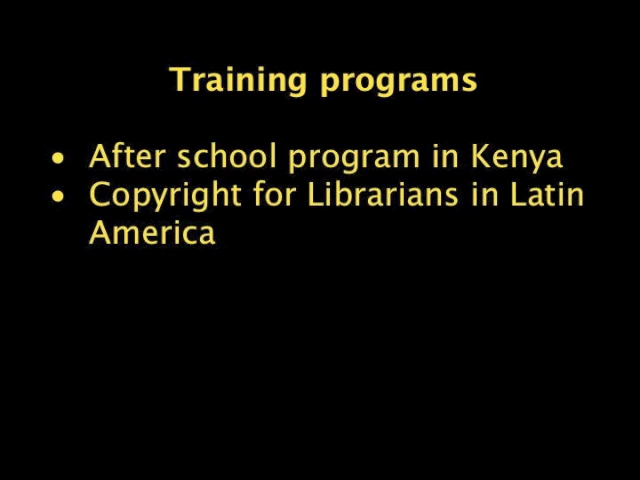 Training programs
• After school program in Kenya
• Copyright for Librarians in Latin
America